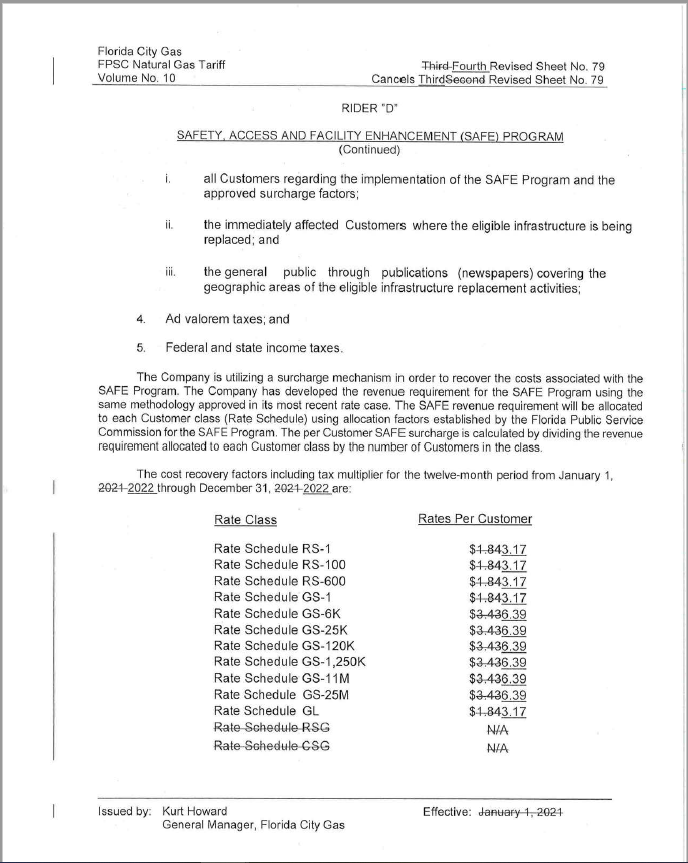 Florida City Gas
FPSC Natural Gas Tariff
Volume No. 10
Third Fourth Revised Sheet No. 79
Cancels ThirdSecond Revised Sheet No. 79
RIDER "D"
SAFETY, ACCESS AND FACILITY ENHANCEMENT (SAFE) PROGRAM
(Continued)
i. all Customers regarding the implementation of the SAFE Program and the
approved surcharge factors;
ii. the immediately affected Customers where the eligible infrastructure is being
replaced; and
iii. the general public through publications (newspapers) covering the
geographic areas of the eligible infrastructure replacement activities;
4. Ad valorem taxes; and
5. Federal and state income taxes.
The Company is utilizing a surcharge mechanism in order to recover the costs associated with the
SAFE Program. The Company has developed the revenue requirement for the SAFE Program using the
same methodology approved in its most recent rate case. The SAFE revenue requirement will be allocated
to each Customer class (Rate Schedule) using allocation factors established by the Florida Public Service
Commission for the SAFE Program. The per Customer SAFE surcharge is calculated by dividing the revenue
requirement allocated to each Customer class by the number of Customers in the class.
The cost recovery factors including tax multiplier for the twelve-month period from January 1,
2021 2022 through December 31, 2021 2022 are:
Rate Class Rates Per Customer
Rate Schedule RS-1 $1.843.17
Rate Schedule RS-100 $1.843.17
Rate Schedule RS-600 $1.843.17
Rate Schedule GS-1 $1.843.17
Rate Schedule GS-6K $3.436.39
Rate Schedule GS-25K $3.436.39
Rate Schedule GS-120K $3.436.39
Rate Schedule GS-1,250K $3.436.39
Rate Schedule GS-11M $3.436.39
Rate Schedule GS-25M $3.436.39
Rate Schedule GL $1.843.17
Rate Schedule RSG N/A
Rate Schedule CSG N/A
Issued by: Kurt Howard
General Manager, Florida City Gas
Effective: January 1, 2021